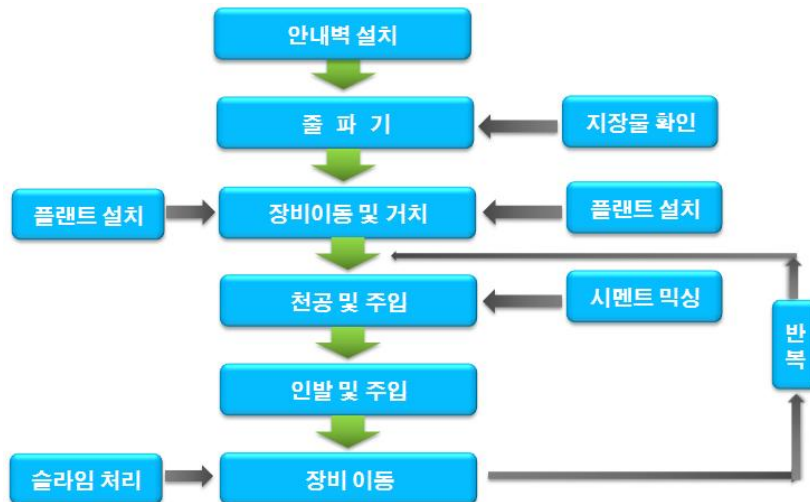 안내벽 설치
줄 파 기
지장물 확인
플랜트 설치
장비이동 및 거치
플랜트 설치
천공 및 주입
시멘트 믹싱
반
복
인발 및 주입
슬라임 처리
장비 이동